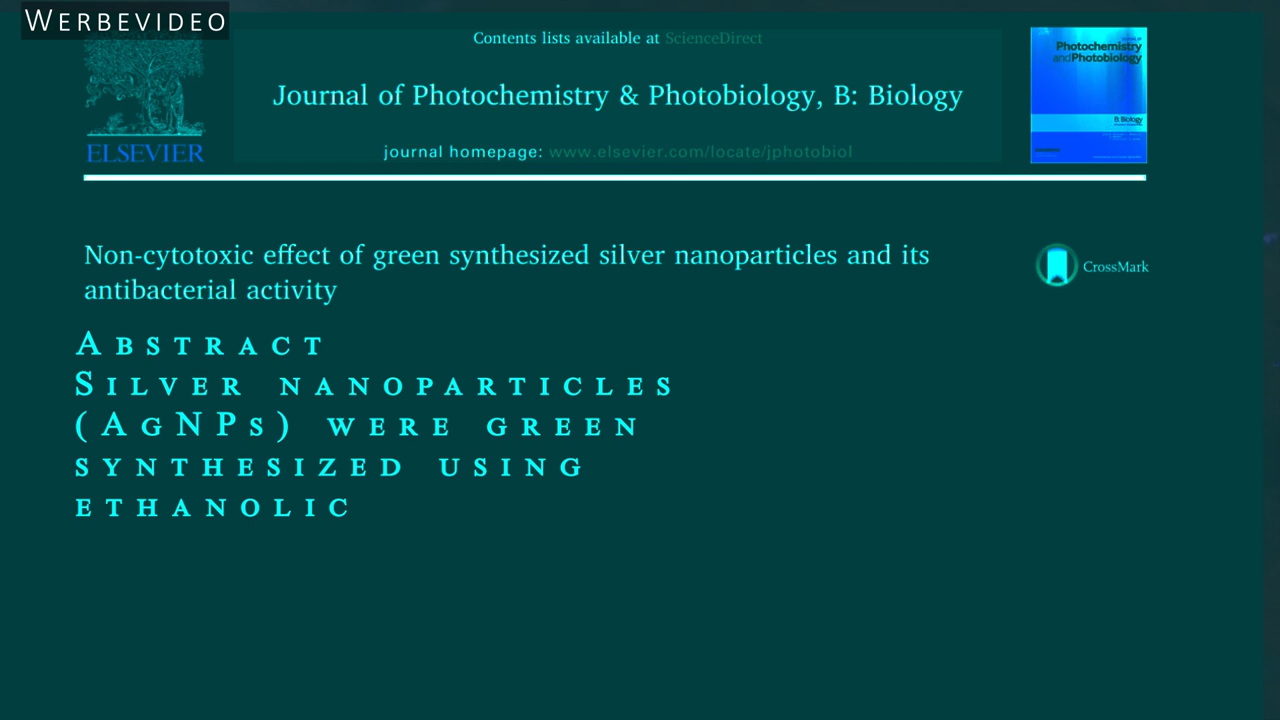 WERBEVIDEO
Contents lists available at ScienceDirect
Journal of Photochemistry & Photobiology, B: Biology
journal homepage: www.elsevier.com/locate/jphotobiol
ELSEVIER
Photochemistry
and Photobiology
B: Biology
Non-cytotoxic effect of green synthesized silver nanoparticles and its
antibacterial activity
CrossMark
ABSTRACT
SILVER NANOPARTICLES
(AGNPS) WERE GREEN
SYNTHESIZED USING
ETHANOLIC